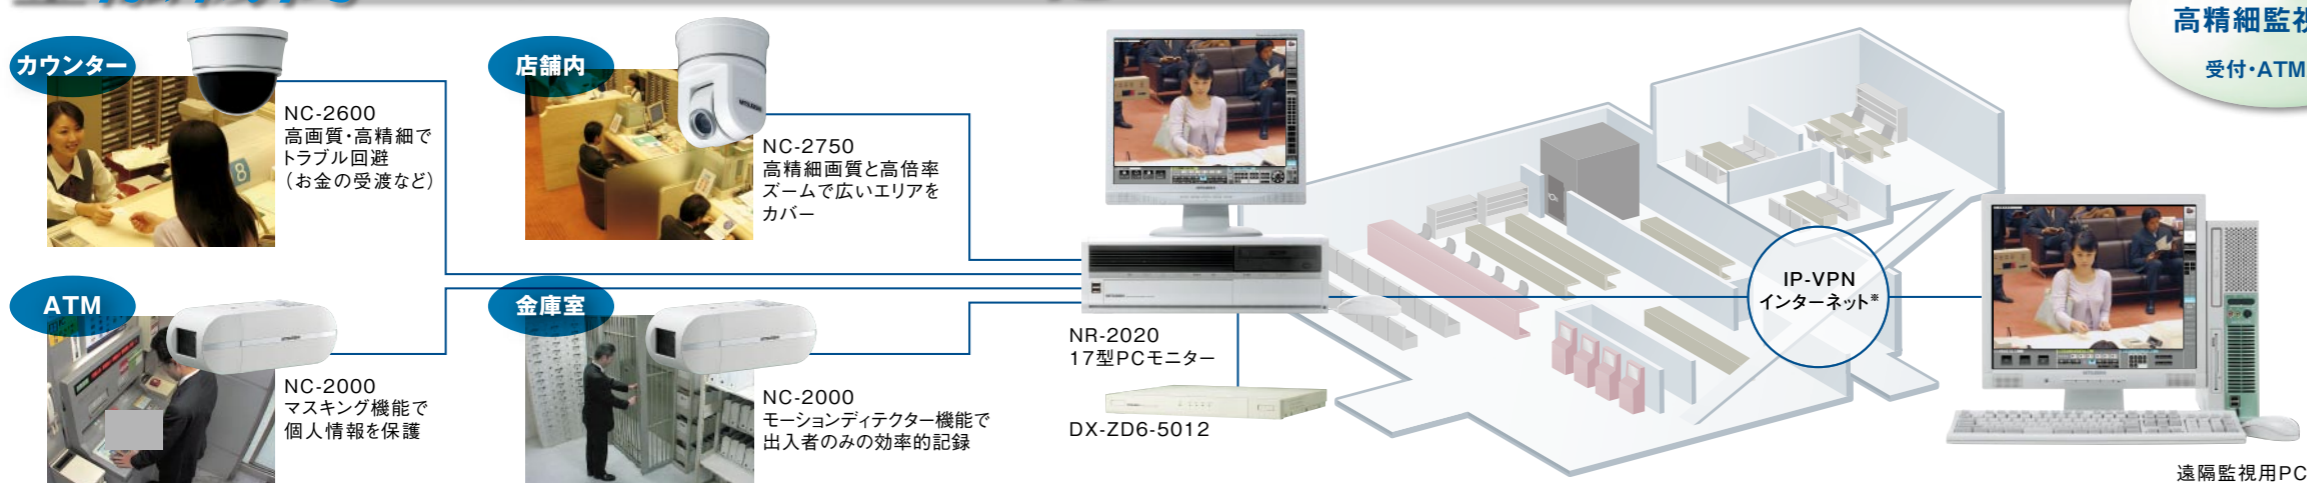 カウンター
NC-2600
高画質・高精細で
トラブル回避
（お金の受渡など）
店舗内
NC-2750
高精細画質と高倍率
ズームで広いエリアを
カバー
ATM
NC-2000
マスキング機能で
個人情報を保護
金庫室
NC-2000
モーションディテクター機能で
出入者のみの効率的記録
NR-2020
17型PCモニター
DX-ZD6-5012
IP-VPN
インターネット※
高精細監視
受付・ATM
遠隔監視用PC
8